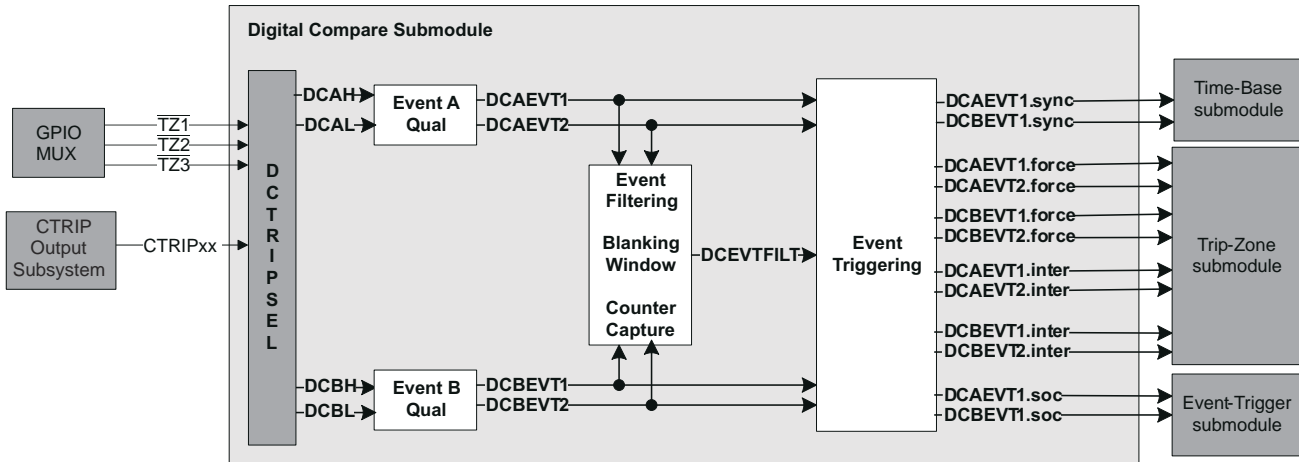 Digital Compare Submodule
GPIO
MUX
TZ1
TZ2
TZ3
CTRIP
Output
Subsystem
CTRIPxx
D
C
T
R
I
P
S
E
L
DCAH
DCAL
Event A
Qual
DCAEVT1
DCAEVT2
Event
Filtering
Blanking
Window
Counter
Capture
DCEVTFILT
DCBH
DCBL
Event B
Qual
DCBEVT1
DCBEVT2
Event
Triggering
DCAEVT1.sync
DCBEVT1.sync
DCAEVT1.force
DCAEVT2.force
DCBEVT1.force
DCBEVT2.force
DCAEVT1.inter
DCAEVT2.inter
DCBEVT1.inter
DCBEVT2.inter
DCAEVT1.soc
DCBEVT1.soc
Time-Base
submodule
Trip-Zone
submodule
Event-Trigger
submodule